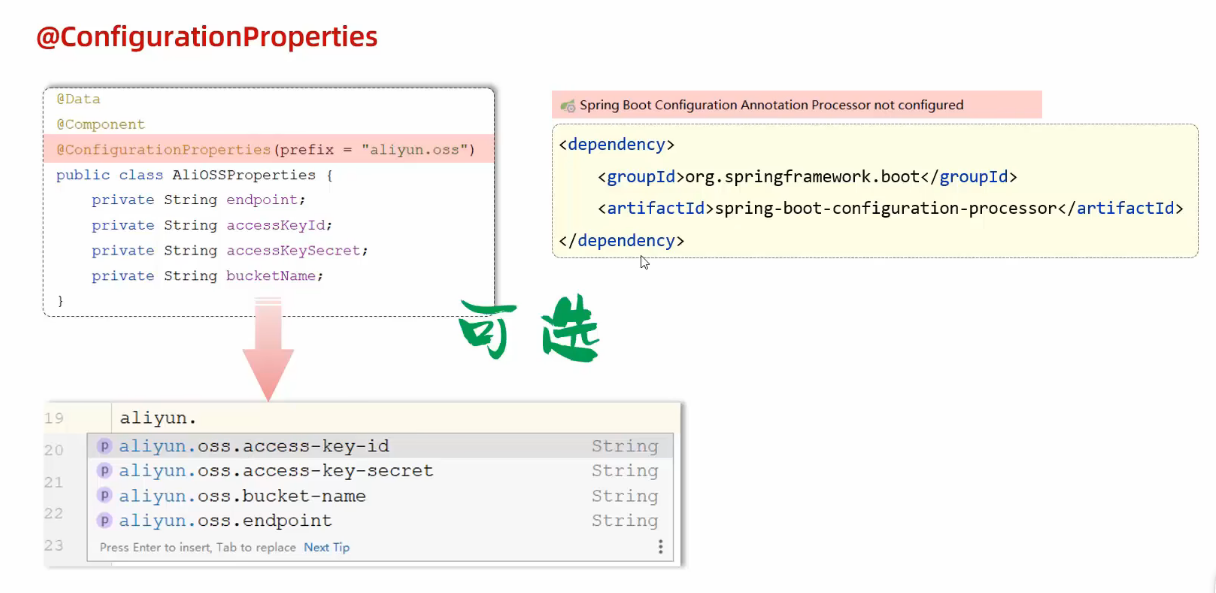 @ConfigurationProperties
@Data
@Component
@ConfigurationProperties(prefix = "aliyun.oss")
public class AliOSSProperties {
private String endpoint;
private String accessKeyId;
private String accessKeySecret;
private String bucketName;
}
Spring Boot Configuration Annotation Processor not configured
<dependency>
<groupId>org.springframework.boot</groupId>
<artifactId>spring-boot-configuration-processor</artifactId>
</dependency>
可选
19 aliyun.
20 p aliyun.oss.access-key-id String
p aliyun.oss.access-key-secret String
21 p aliyun.oss.bucket-name String
22 p aliyun.oss.endpoint String
23 Press Enter to insert, Tab to replace Next Tip